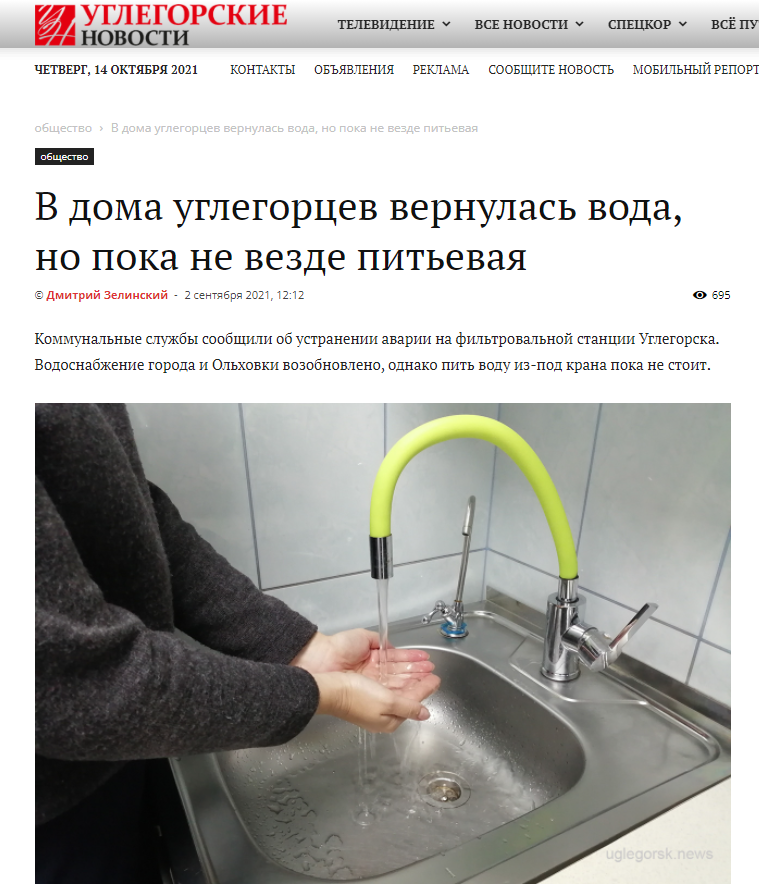 УГЛЕГОРСКИЕ
НОВОСТИ
ТЕЛЕВИДЕНИЕ ВСЕ НОВОСТИ СПЕЦКОР ВСЁ ПУ
ЧЕТВЕРГ, 14 ОКТЯБРЯ 2021 КОНТАКТЫ ОБЪЯВЛЕНИЯ РЕКЛАМА СООБЩИТЕ НОВОСТЬ МОБИЛЬНЫЙ РЕПОРТ
общество › В дома углегорцев вернулась вода, но пока не везде питьевая
общество
В дома углегорцев вернулась вода,
но пока не везде питьевая
© Дмитрий Зелинский - 2 сентября 2021, 12:12 695
Коммунальные службы сообщили об устранении аварии на фильтровальной станции Углегорска.
Водоснабжение города и Ольховки возобновлено, однако пить воду из-под крана пока не стоит.
uglegorsk.news